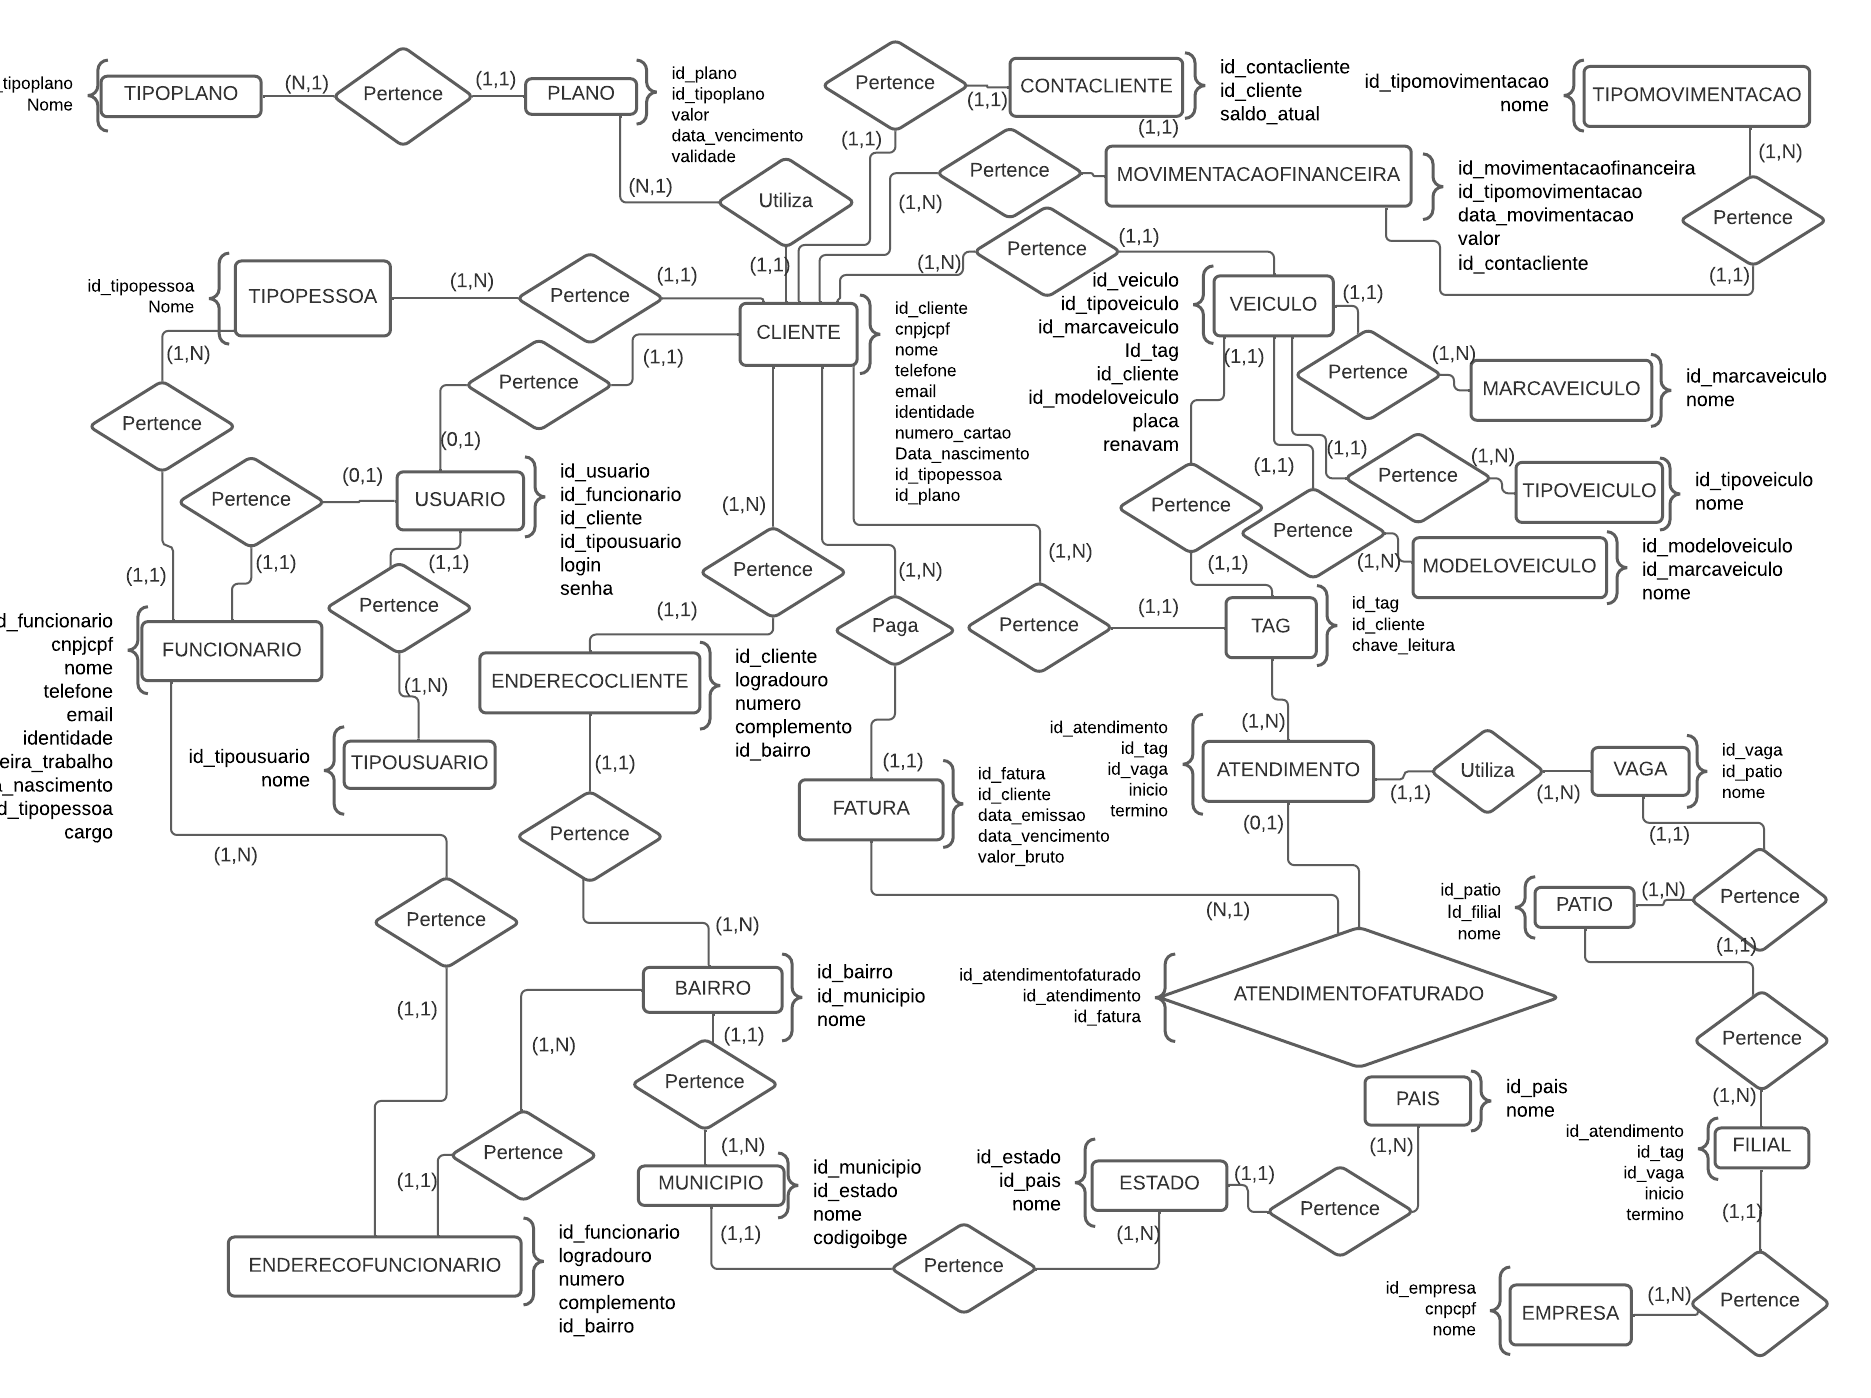 _tipoplano
Nome
TIPOPLANO
(N,1)
Pertence
(1,1)
PLANO
id_plano
id_tipoplano
valor
data_vencimento
validade
(N,1)
Utiliza
(1,1)
Pertence
(1,1)
(1,1)
CONTACLIENTE
id_contacliente
id_cliente
saldo_atual
(1,1)
Pertence
(1,N)
MOVIMENTACAOFINANCEIRA
id_movimentacaofinanceira
id_tipomovimentacao
data_movimentacao
valor
id_contacliente
id_tipomovimentacao
nome
TIPOMOVIMENTACAO
(1,N)
Pertence
(1,1)
id_tipopessoa
Nome
TIPOPESSOA
(1,N)
Pertence
(1,1)
(1,N)
Pertence
(1,1)
CLIENTE
id_cliente
cnpjcpf
nome
telefone
email
identidade
numero_cartao
Data_nascimento
id_tipopessoa
id_plano
id_veiculo
id_tipoveiculo
id_marcaveiculo
Id_tag
id_cliente
id_modeloveiculo
placa
renavam
VEICULO
(1,1)
Pertence
(1,N)
MARCAVEICULO
id_marcaveiculo
nome
(1,1)
(1,1)
Pertence
(1,N)
TIPOVEICULO
id_tipoveiculo
nome
(1,1)
Pertence
(1,N)
MODELOVEICULO
id_modeloveiculo
id_marcaveiculo
nome
Pertence
(1,1)
(1,N)
Pertence
(1,1)
Pertence
(1,1)
(0,1)
Pertence
(0,1)
(1,1)
USUARIO
id_usuario
id_funcionario
id_cliente
id_tipousuario
login
senha
(1,1)
Pertence
(1,N)
id_tipousuario
nome
TIPOUSUARIO
d_funcionario
cnpjcpf
nome
telefone
email
identidade
eira_trabalho
a_nascimento
d_tipopessoa
cargo
FUNCIONARIO
(1,N)
Pertence
(1,1)
(1,N)
Pertence
(1,1)
ENDERECOCLIENTE
id_cliente
logradouro
numero
complemento
id_bairro
(1,1)
Pertence
(1,N)
(1,N)
Paga
(1,1)
FATURA
id_fatura
id_cliente
data_emissao
data_vencimento
valor_bruto
(1,N)
Pertence
(1,1)
TAG
id_tag
id_cliente
chave_leitura
(1,N)
id_atendimento
id_tag
id_vaga
inicio
termino
ATENDIMENTO
(1,1)
Utiliza
(1,N)
VAGA
id_vaga
id_patio
nome
(0,1)
(N,1)
(1,1)
Pertence
(1,N)
PATIO
id_patio
Id_filial
nome
(1,1)
Pertence
(1,N)
id_atendimentofaturado
id_atendimento
id_fatura
ATENDIMENTOFATURADO
BAIRRO
id_bairro
id_municipio
nome
(1,1)
Pertence
(1,N)
(1,N)
Pertence
(1,1)
MUNICIPIO
id_municipio
id_estado
nome
codigoibge
(1,1)
Pertence
(1,N)
id_estado
id_pais
nome
ESTADO
(1,1)
Pertence
(1,N)
PAIS
id_pais
nome
id_atendimento
id_tag
id_vaga
inicio
termino
FILIAL
(1,1)
Pertence
(1,N)
EMPRESA
id_empresa
cnpcpf
nome
ENDERECOFUNCIONARIO
id_funcionario
logradouro
numero
complemento
id_bairro